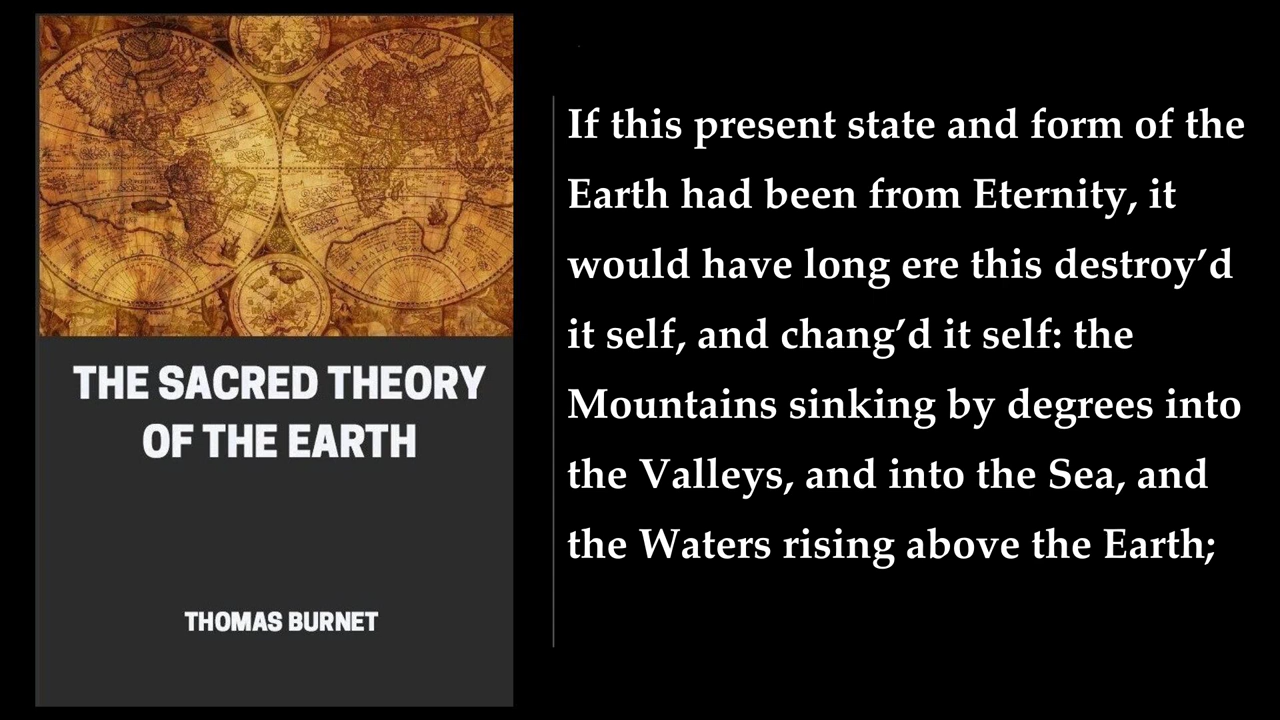 THE SACRED THEORY
OF THE EARTH
THOMAS BURNET
If this present state and form of the
Earth had been from Eternity, it
would have long ere this destroy’d
it self, and chang’d it self: the
Mountains sinking by degrees into
the Valleys, and into the Sea, and
the Waters rising above the Earth;